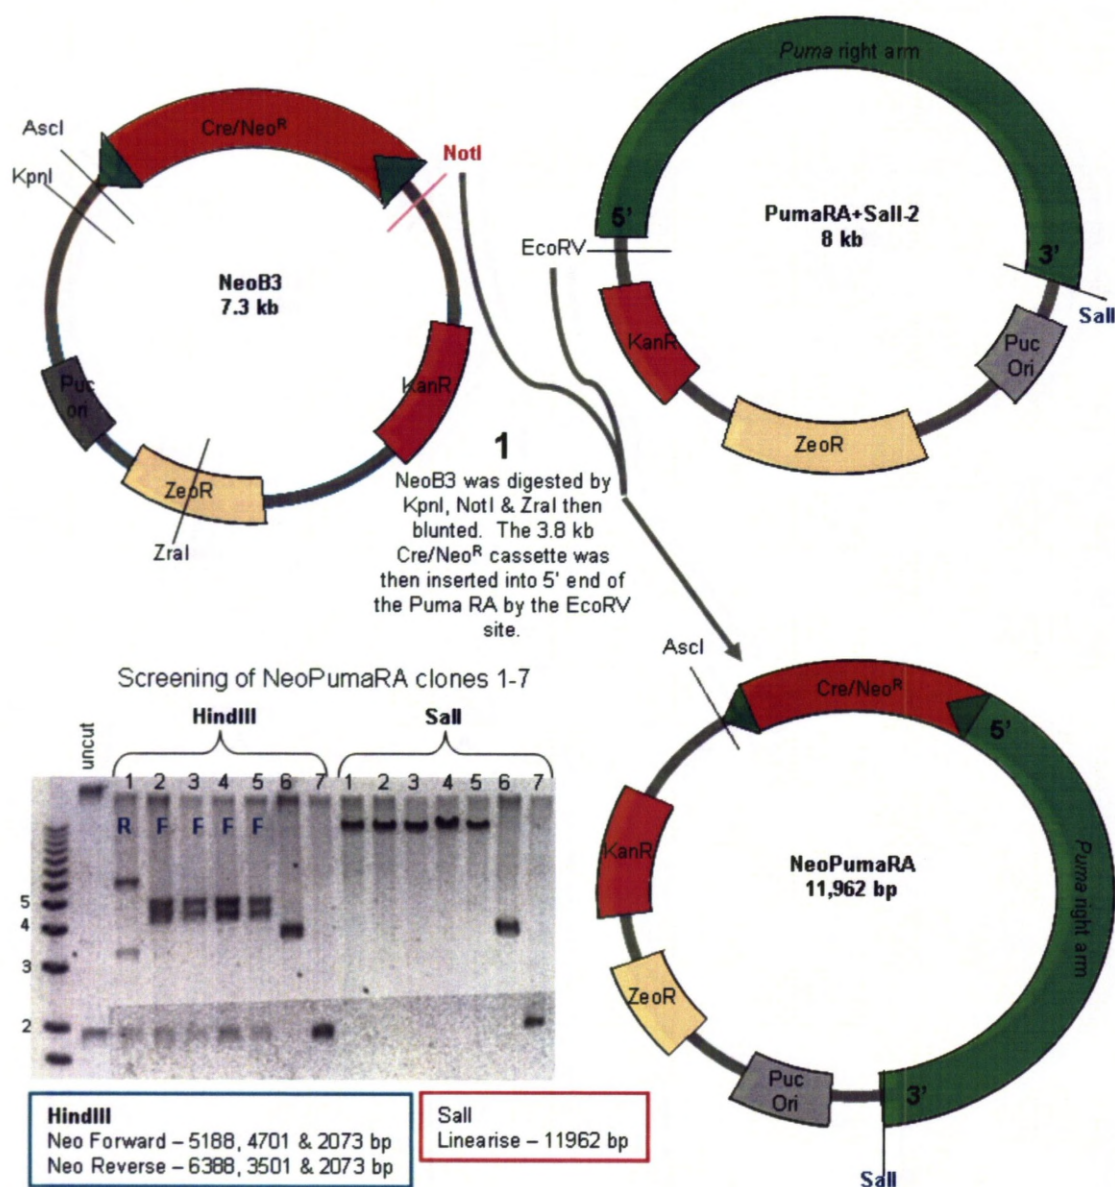 AscI
KpnI
Cre/NeoR
NotI
NeoB3
7.3 kb
KanR
Puc
ori
ZeoR
ZraI
Puma right arm
5'
3'
EcoRV
PumaRA+SalI-2
8 kb
SalI
KanR
Puc
Ori
ZeoR
1
NeoB3 was digested by
KpnI, NotI & ZraI then
blunted. The 3.8 kb
Cre/NeoR cassette was
then inserted into 5' end of
the Puma RA by the EcoRV
site.
AscI
Cre/NeoR
5'
KanR
NeoPumaRA
11,962 bp
Puma right arm
ZeoR
Puc
Ori
3'
SalI
Screening of NeoPumaRA clones 1-7
HindIII SalI
uncut
1 2 3 4 5 6 7 1 2 3 4 5 6 7
R F F F F
5
4
3
2
HindIII
Neo Forward – 5188, 4701 & 2073 bp
Neo Reverse – 6388, 3501 & 2073 bp
SalI
Linearise – 11962 bp